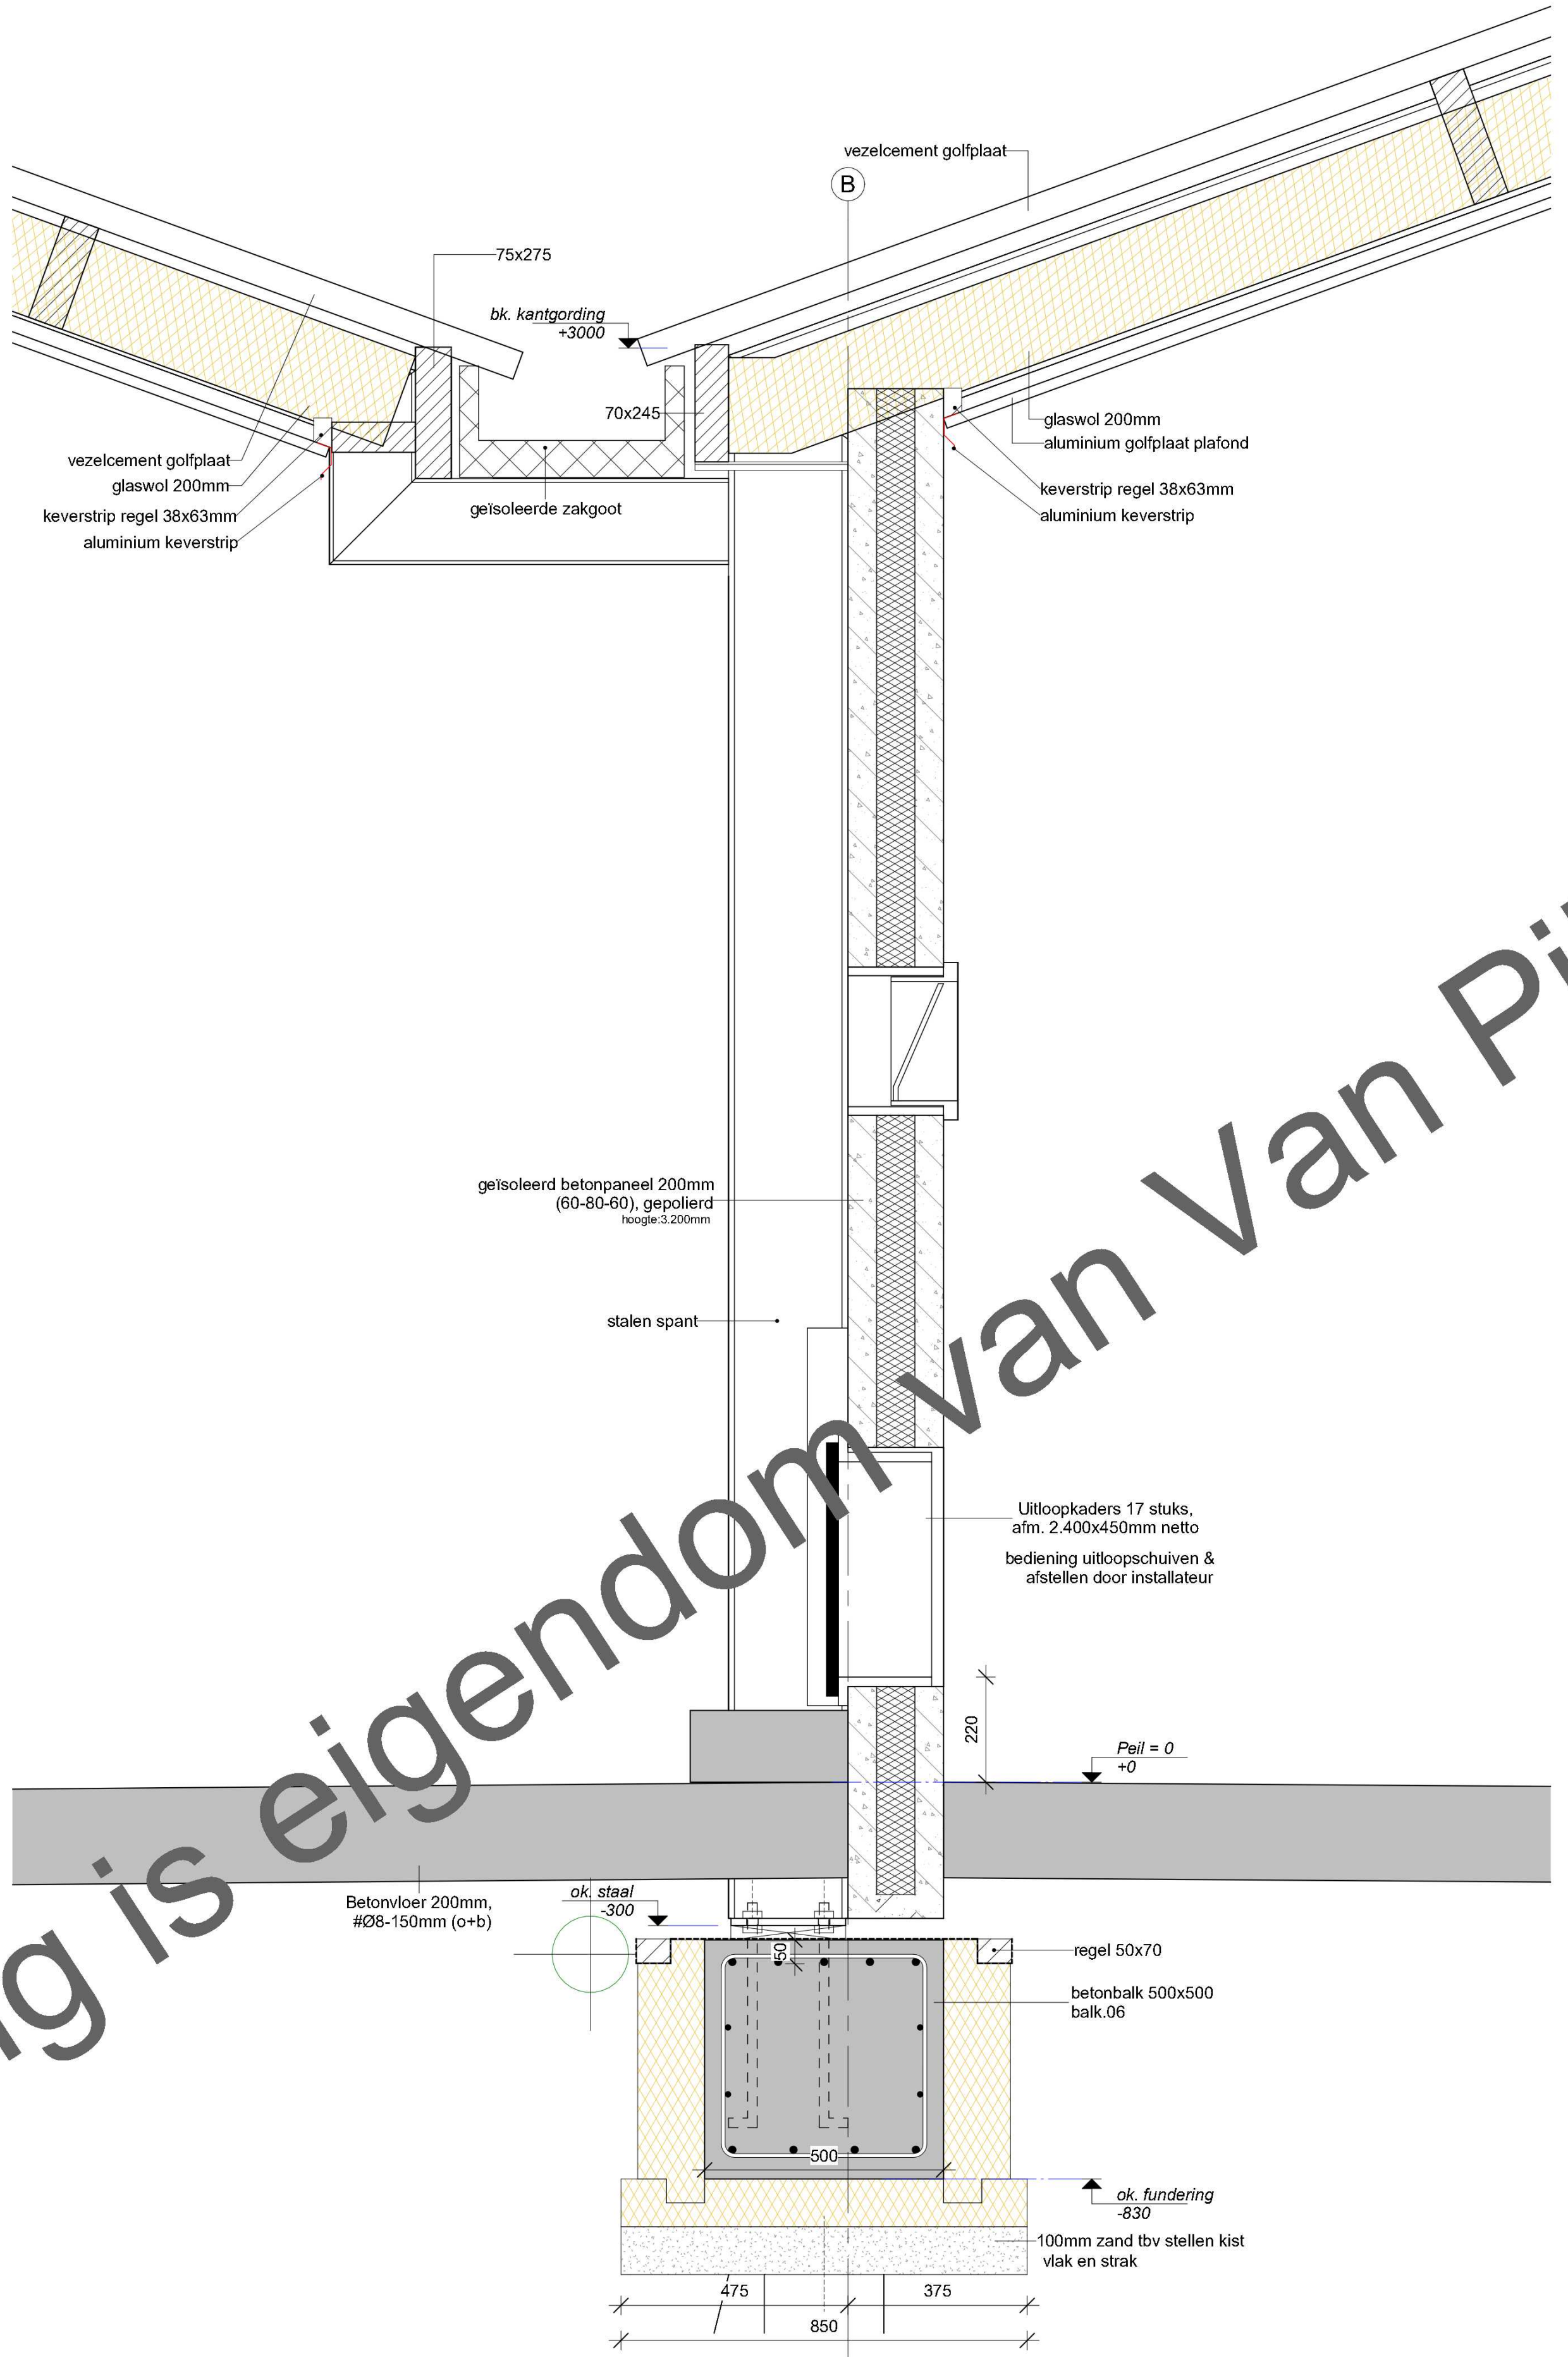 vezelcement golfplaat
B
75x275
bk. kantgording
+3000
70x245
glaswol 200mm
aluminium golfplaat plafond
vezelcement golfplaat
glaswol 200mm
keverstrip regel 38x63mm
aluminium keverstrip
geïsoleerde zakgoot
keverstrip regel 38x63mm
aluminium keverstrip
geïsoleerd betonpaneel 200mm
(60-80-60), gepolierd
hoogte:3.200mm
stalen spant
Uitloopkaders 17 stuks,
afm. 2.400x450mm netto
bediening uitloopschuiven &
afstellen door installateur
220
Peil = 0
+0
Betonvloer 200mm,
#Ø8-150mm (o+b)
ok. staal
-300
50
regel 50x70
betonbalk 500x500
balk.06
500
ok. fundering
-830
100mm zand tbv stellen kist
vlak en strak
475
375
850
is eigendom van Van